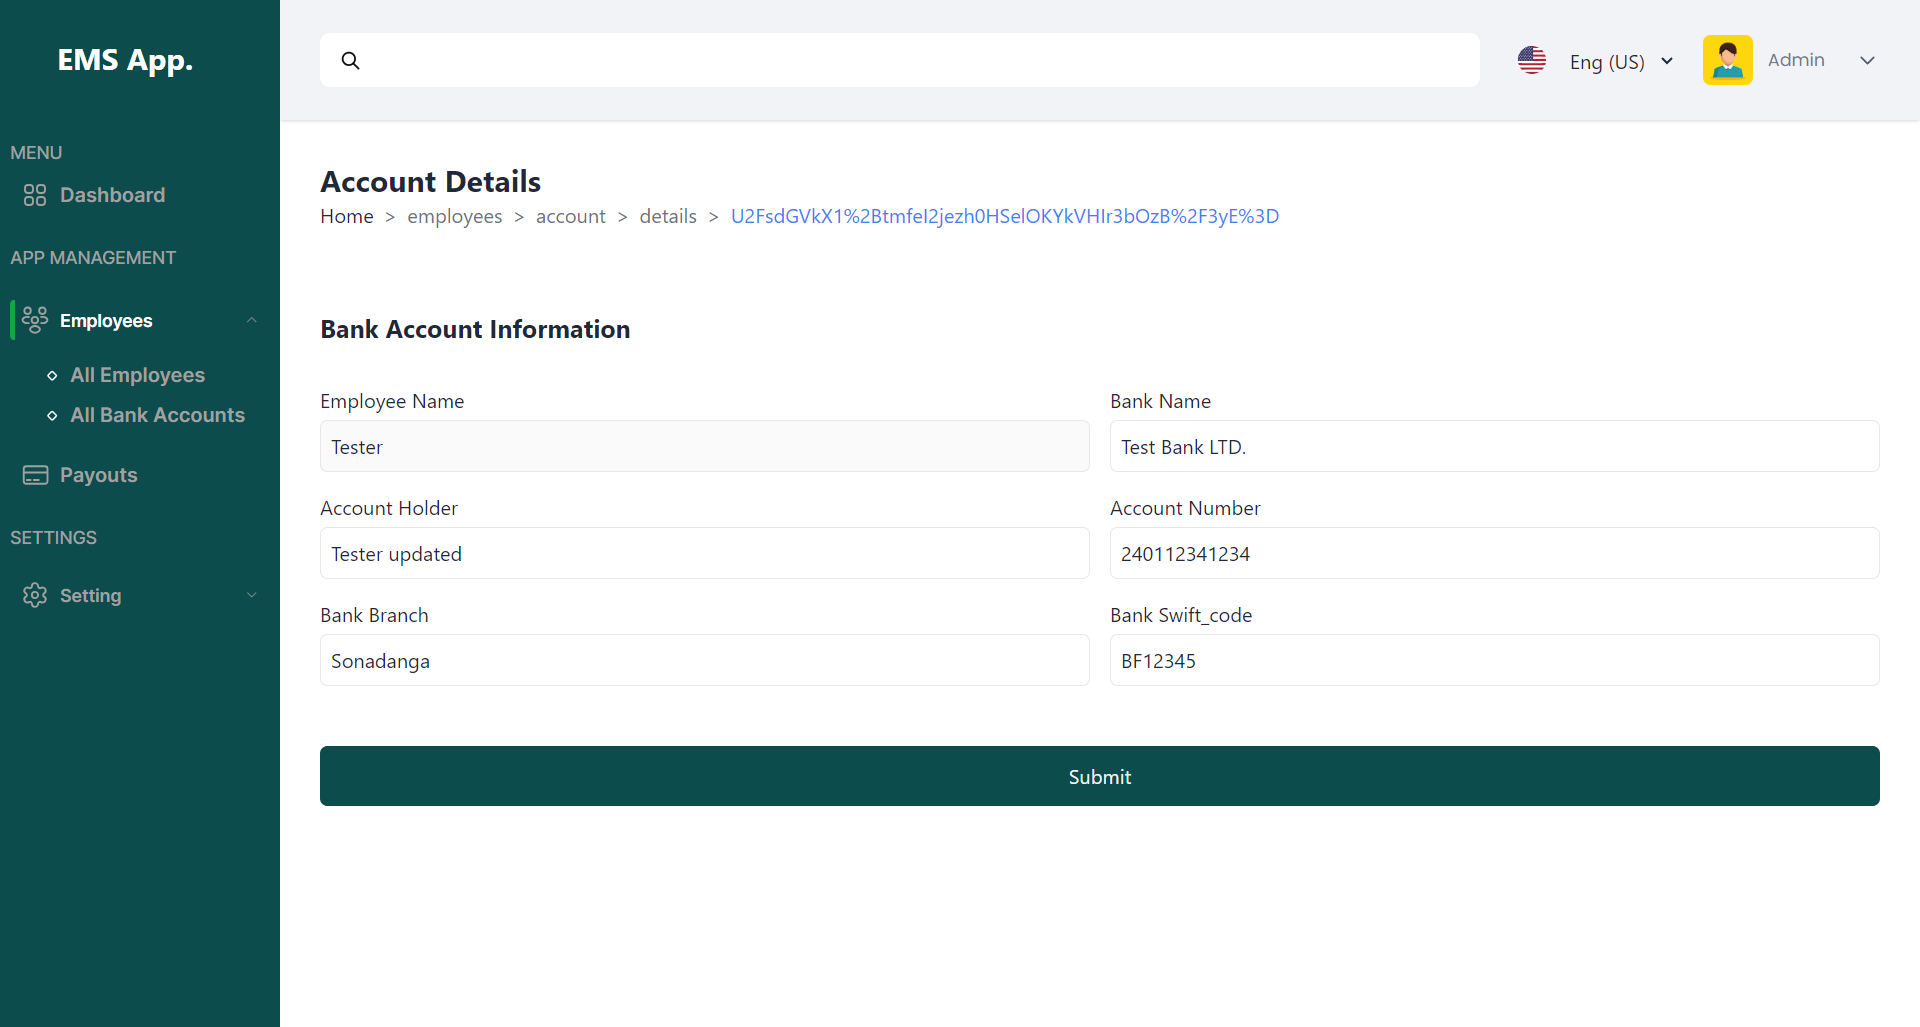 EMS App.
Eng (US)
Admin
MENU
Dashboard
APP MANAGEMENT
Employees
All Employees
All Bank Accounts
Payouts
SETTINGS
Setting
Account Details
Home > employees > account > details > U2FsdGVkX1%2BtmfeI2jezh0HSelOKYkVHIr3bOzB%2F3yE%3D
Bank Account Information
Employee Name
Tester
Bank Name
Test Bank LTD.
Account Holder
Tester updated
Account Number
240112341234
Bank Branch
Sonadanga
Bank Swift_code
BF12345
Submit